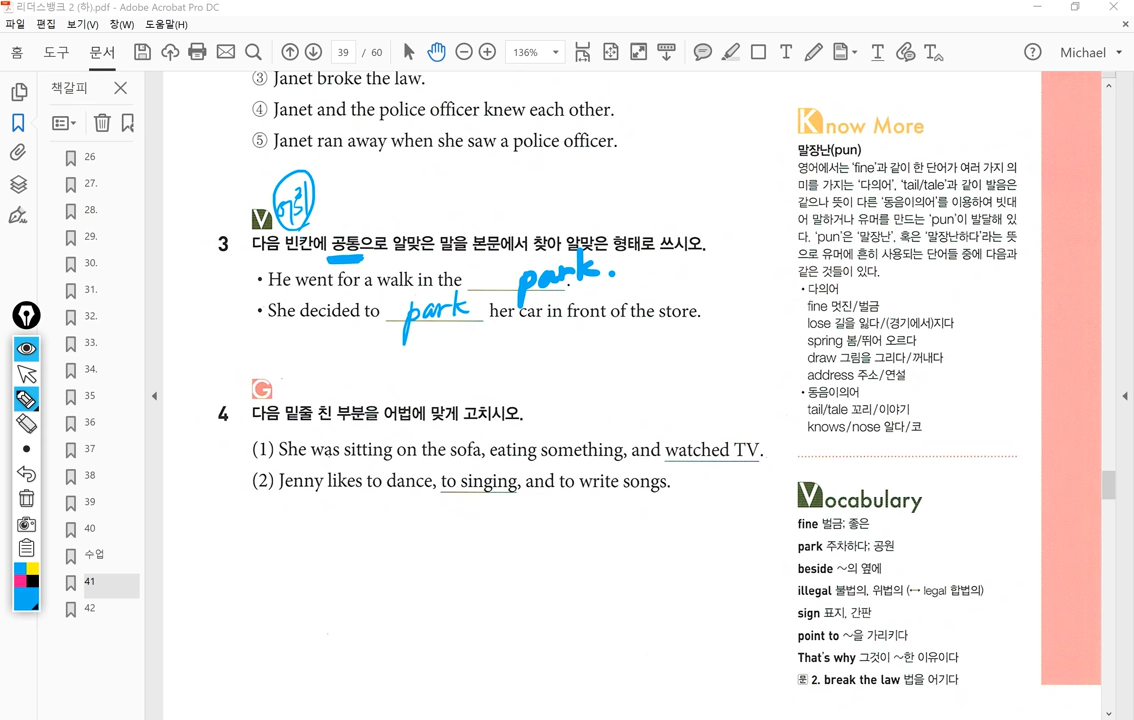 리더스뱅크 2 (하).pdf - Adobe Acrobat Pro DC
파일 편집 보기(V) 창(W) 도움말(H)
홈 도구 문서 39 / 60 136% Michael
책갈피
26
27.
28.
29.
30.
31.
32.
33.
34.
35
36
37
38
39
40
수업
41
42
③ Janet broke the law.
④ Janet and the police officer knew each other.
⑤ Janet ran away when she saw a police officer.
어휘
V
3 다음 빈칸에 공통으로 알맞은 말을 본문에서 찾아 알맞은 형태로 쓰시오.
• He went for a walk in the park.
• She decided to park her car in front of the store.
G
4 다음 밑줄 친 부분을 어법에 맞게 고치시오.
(1) She was sitting on the sofa, eating something, and watched TV.
(2) Jenny likes to dance, to singing, and to write songs.
Know More
말장난(pun)
영어에서는 'fine'과 같이 한 단어가 여러 가지 의
미를 가지는 '다의어', 'tail/tale'과 같이 발음은
같으나 뜻이 다른 '동음이의어'를 이용하여 빗대
어 말하거나 유머를 만드는 'pun'이 발달해 있
다. 'pun'은 '말장난', 혹은 '말장난하다'라는 뜻
으로 유머에 흔히 사용되는 단어들 중에 다음과
같은 것들이 있다.
• 다의어
fine 멋진/벌금
lose 길을 잃다/(경기에서)지다
spring 봄/뛰어 오르다
draw 그림을 그리다/꺼내다
address 주소/연설
• 동음이의어
tail/tale 꼬리/이야기
knows/nose 알다/코
Vocabulary
fine 벌금; 좋은
park 주차하다; 공원
beside ~의 옆에
illegal 불법의, 위법의 (↔ legal 합법의)
sign 표지, 간판
point to ~을 가리키다
That's why 그것이 ~한 이유이다
문 2. break the law 법을 어기다